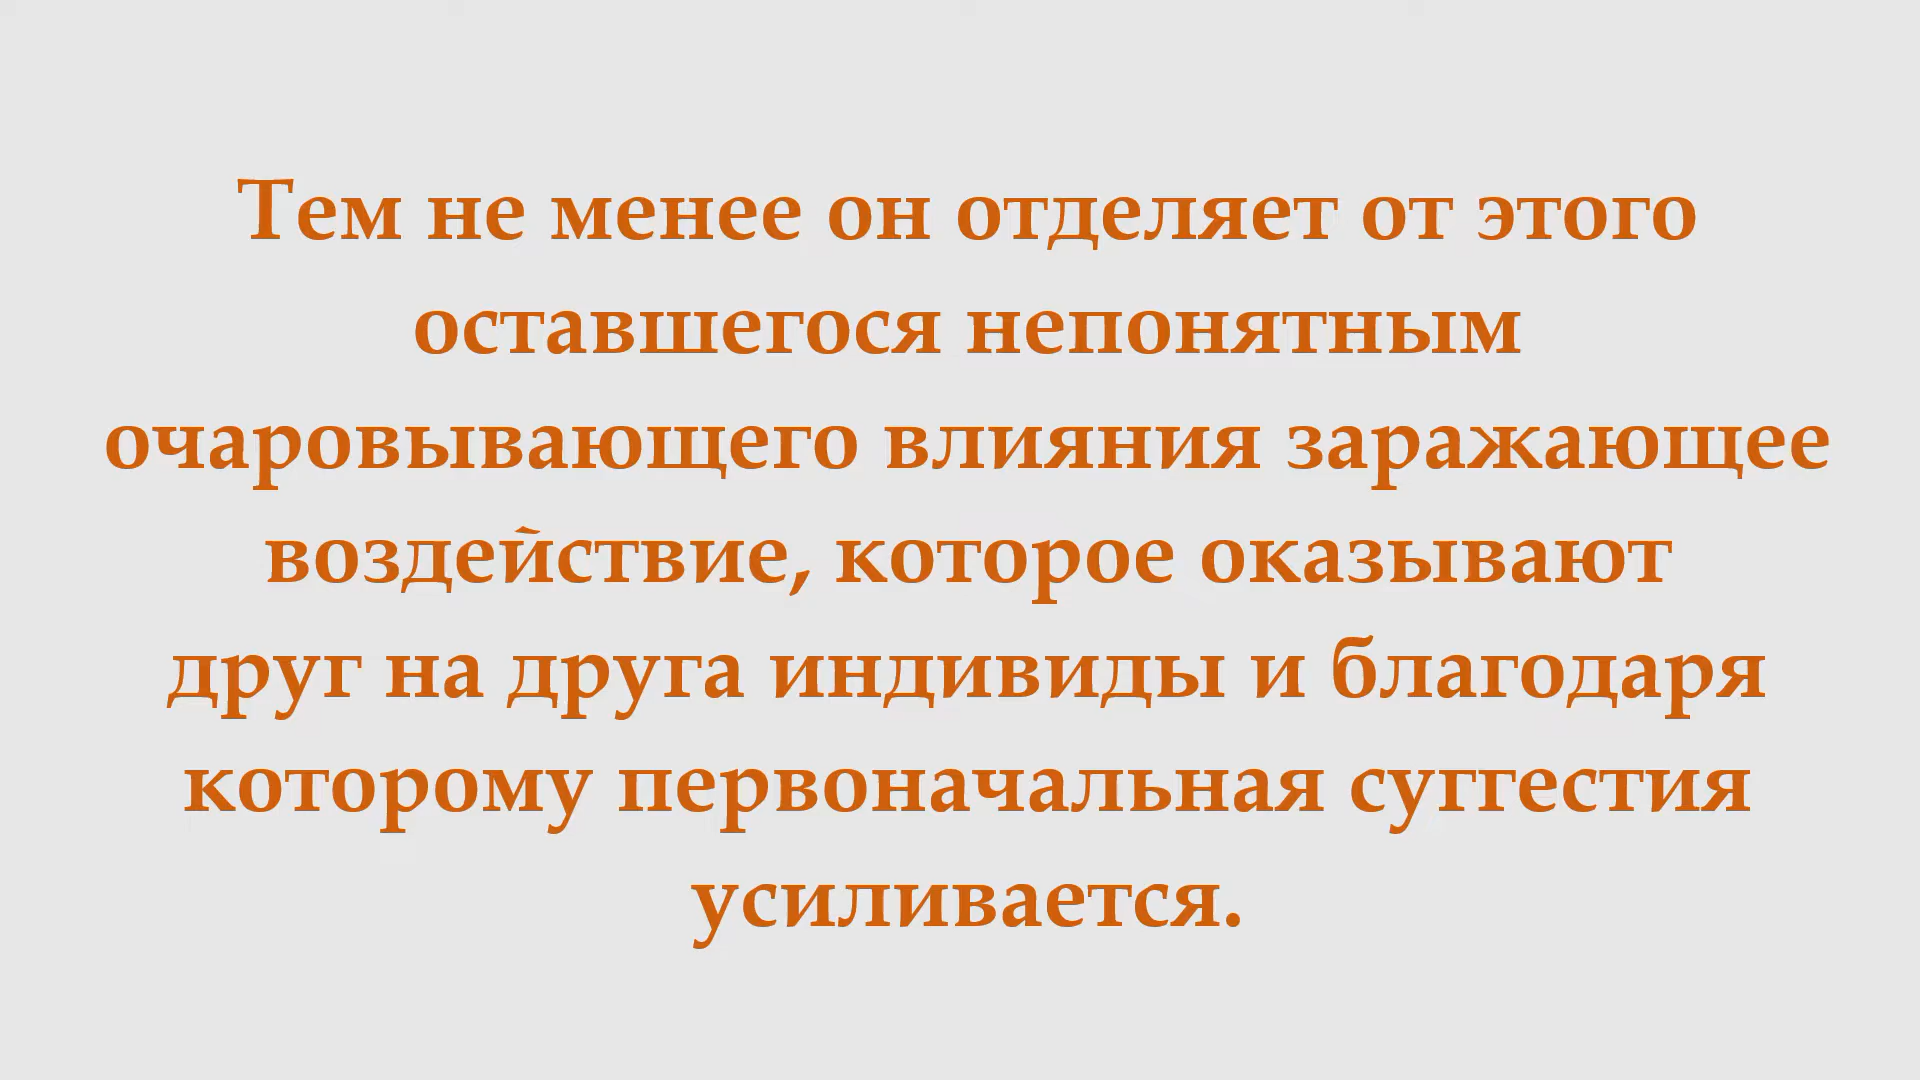 Тем не менее он отделяет от этого
оставшегося непонятным
очаровывающего влияния заражающее
воздействие, которое оказывают
друг на друга индивиды и благодаря
которому первоначальная суггестия
усиливается.